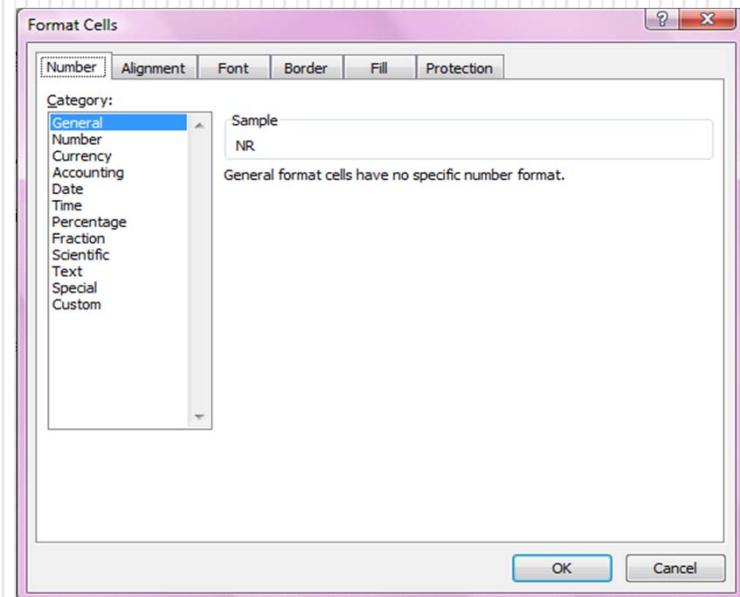 Format Cells
Number Alignment Font Border Fill Protection
Category:
General
Number
Currency
Accounting
Date
Time
Percentage
Fraction
Scientific
Text
Special
Custom
Sample
NR
General format cells have no specific number format.
OK Cancel